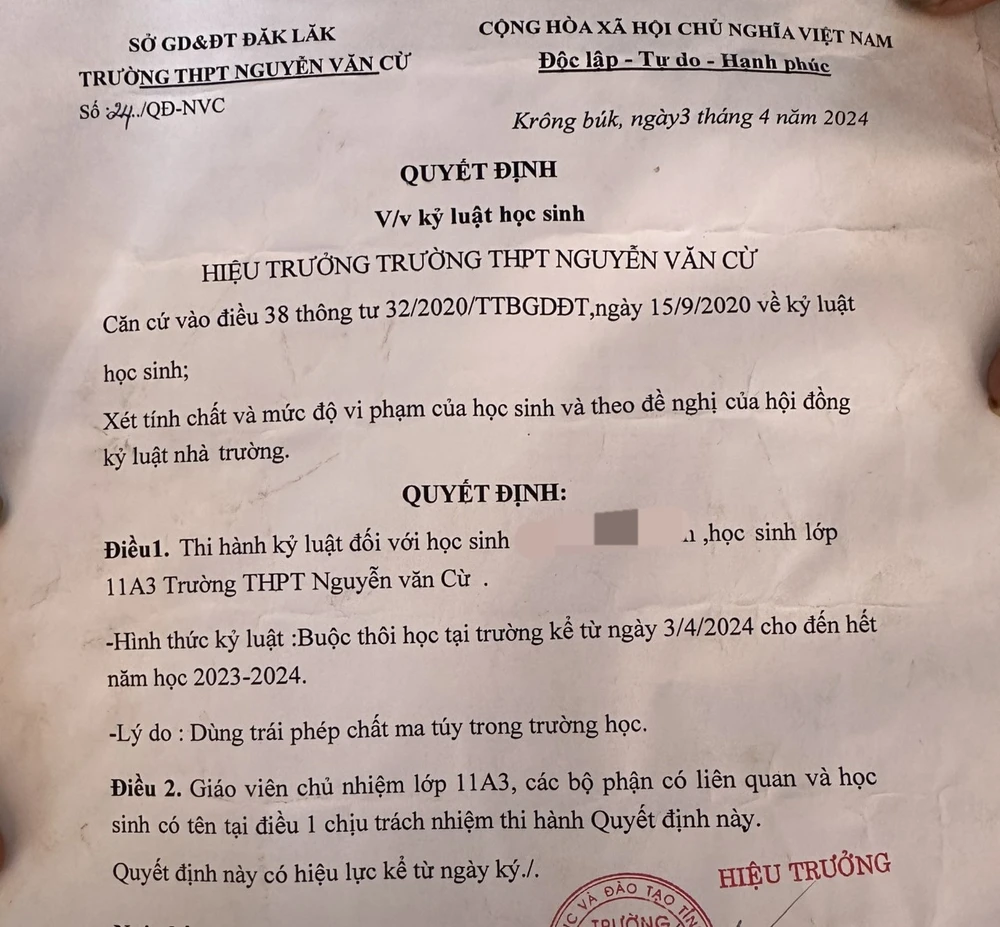 SỞ GD&ĐT ĐĂK LĂK
TRƯỜNG THPT NGUYỄN VĂN CỪ
Số :24./QĐ-NVC
CỘNG HÒA XÃ HỘI CHỦ NGHĨA VIỆT NAM
Độc lập - Tự do - Hạnh phúc
Krông búk, ngày3 tháng 4 năm 2024
QUYẾT ĐỊNH
V/v kỷ luật học sinh
HIỆU TRƯỞNG TRƯỜNG THPT NGUYỄN VĂN CỪ
Căn cứ vào điều 38 thông tư 32/2020/TTBGDĐT,ngày 15/9/2020 về kỷ luật
học sinh;
Xét tính chất và mức độ vi phạm của học sinh và theo đề nghị của hội đồng
kỷ luật nhà trường.
QUYẾT ĐỊNH:
Điều1. Thi hành kỷ luật đối với học sinh ,học sinh lớp
11A3 Trường THPT Nguyễn văn Cừ .
-Hình thức kỷ luật :Buộc thôi học tại trường kể từ ngày 3/4/2024 cho đến hết
năm học 2023-2024.
-Lý do : Dùng trái phép chất ma túy trong trường học.
Điều 2. Giáo viên chủ nhiệm lớp 11A3, các bộ phận có liên quan và học
sinh có tên tại điều 1 chịu trách nhiệm thi hành Quyết định này.
Quyết định này có hiệu lực kể từ ngày ký./.
HIỆU TRƯỞNG
VÀ ĐÀO TẠO
TRƯỜNG